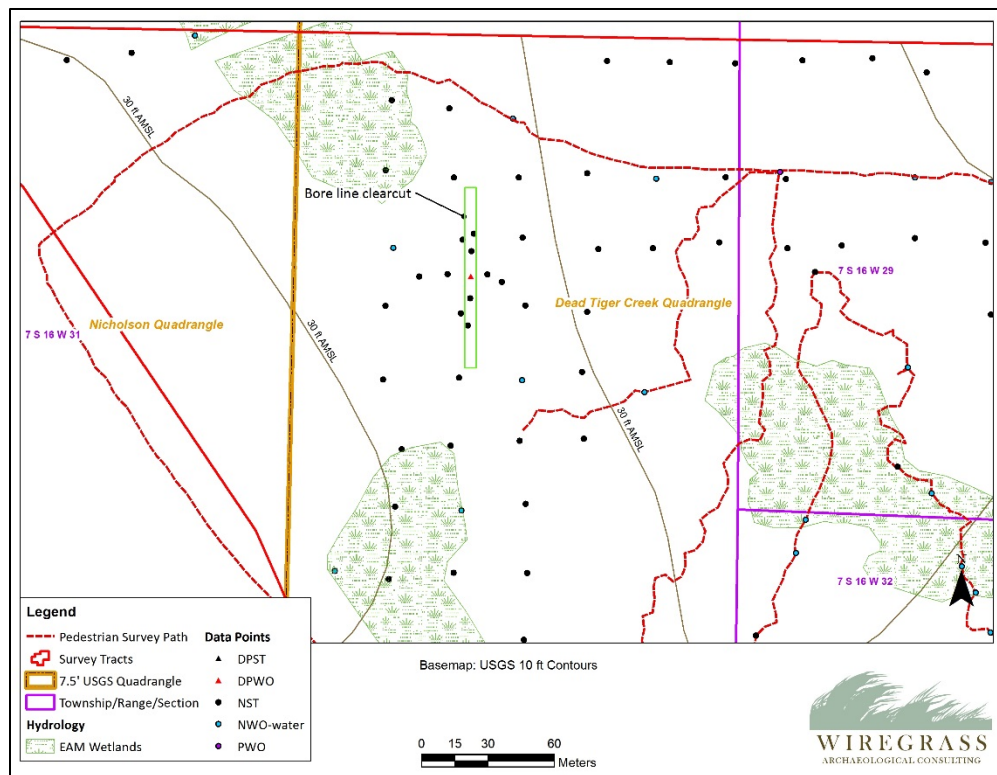 30 ft AMSL
Bore line clearcut
7 S 16 W 29
Dead Tiger Creek Quadrangle
Nicholson Quadrangle
7 S 16 W 31
30 ft AMSL
30 ft AMSL
7 S 16 W 32
N
Legend
Pedestrian Survey Path
Survey Tracts
7.5' USGS Quadrangle
Township/Range/Section
Hydrology
EAM Wetlands
Data Points
DPST
DPWO
NST
NWO-water
PWO
Basemap: USGS 10 ft Contours
0 15 30 60
Meters
WIREGRASS
ARCHAEOLOGICAL CONSULTING